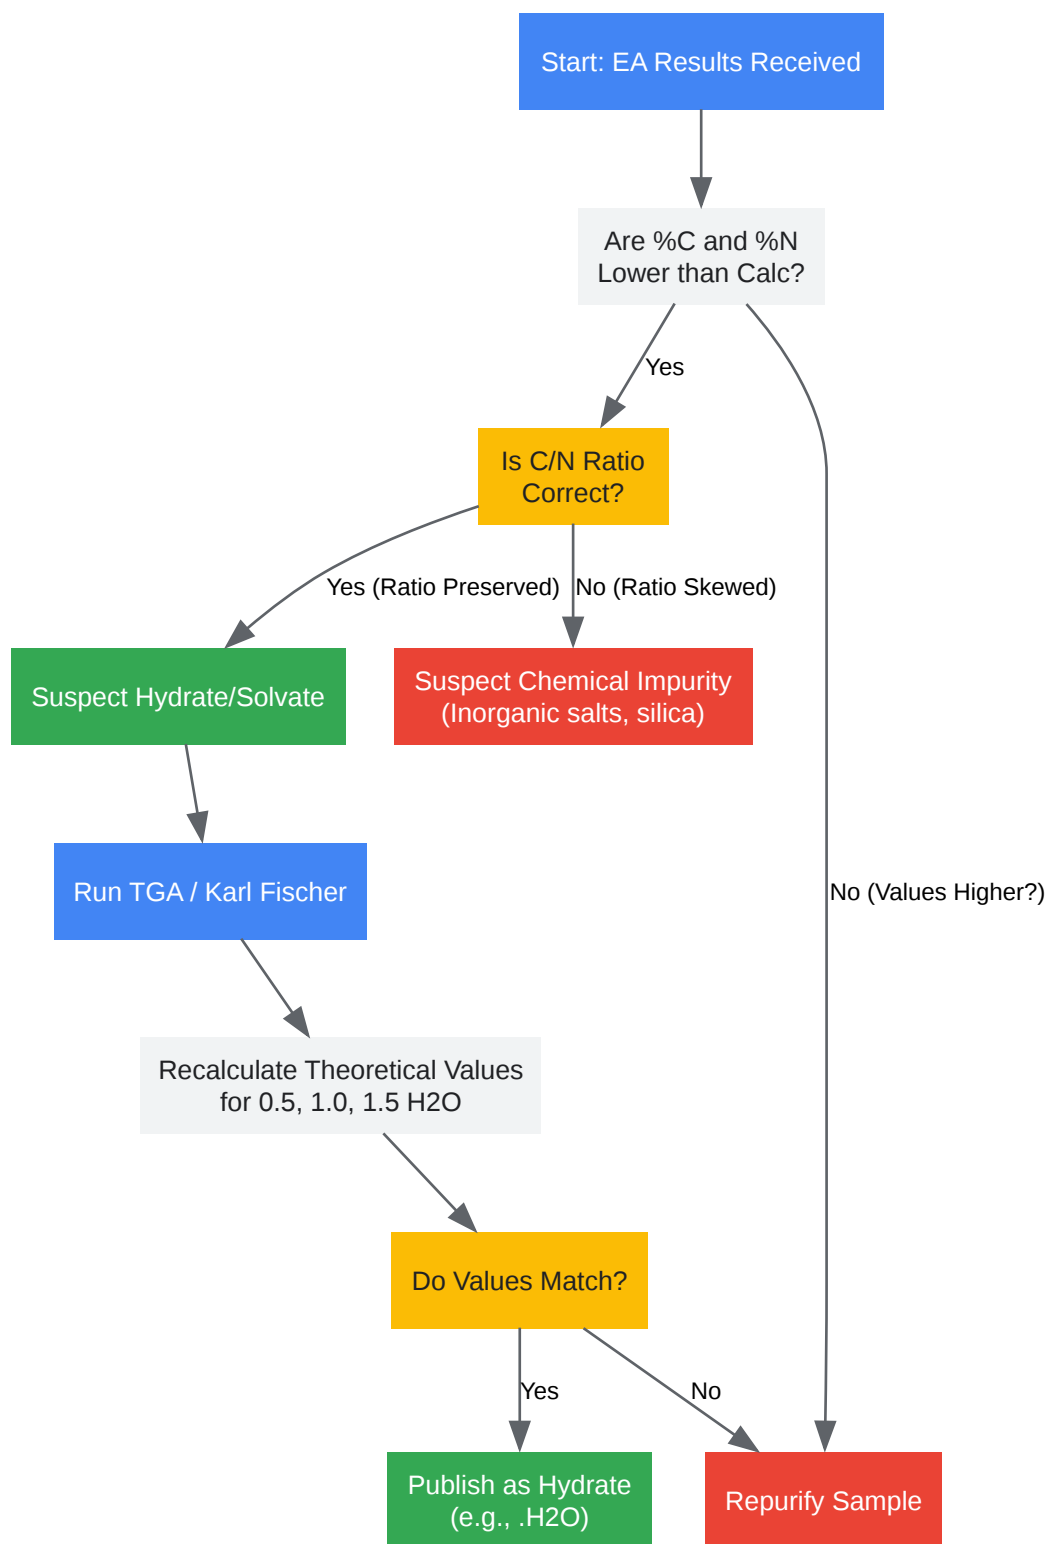 Start: EA Results Received
Are %C and %N
Lower than Calc?
Yes
Is C/N Ratio
Correct?
Yes (Ratio Preserved)
No (Ratio Skewed)
Suspect Hydrate/Solvate
Suspect Chemical Impurity
(Inorganic salts, silica)
Run TGA / Karl Fischer
No (Values Higher?)
Recalculate Theoretical Values
for 0.5, 1.0, 1.5 H2O
Do Values Match?
Yes
No
Publish as Hydrate
(e.g., .H2O)
Repurify Sample